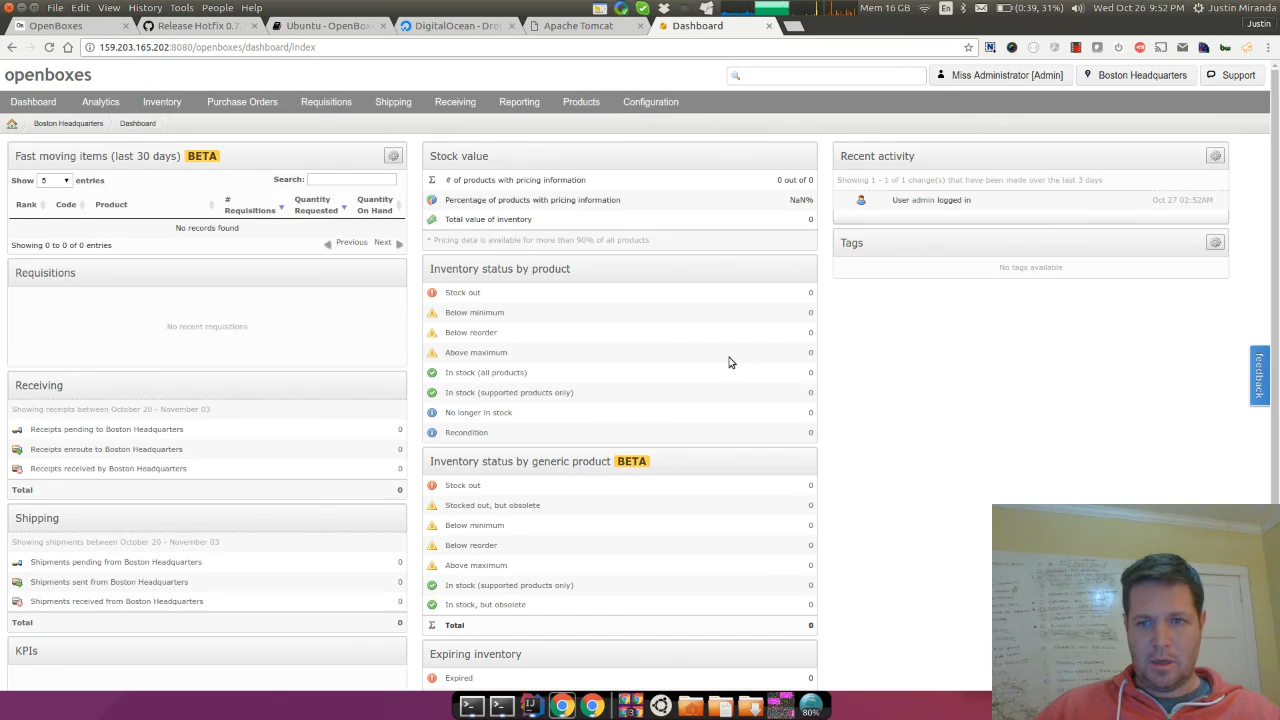 Chrome File Edit View History Bookmarks Tools People Help
Mem 16 GB
(0:39, 31%)
Wed Oct 26 9:52 PM
Justin Miranda
OpenBoxes
Release Hotfix 0.7.
Ubuntu - OpenBox
DigitalOcean - Dro
Apache Tomcat
Dashboard
Justin
159.203.165.202:8080/openboxes/dashboard/index
openboxes
Miss Administrator [Admin]
Boston Headquarters
Support
Dashboard Analytics Inventory Purchase Orders Requisitions Shipping Receiving Reporting Products Configuration
Boston Headquarters Dashboard
Fast moving items (last 30 days) BETA
Show 5 entries
Search:
Rank Code Product # Requisitions Quantity Requested Quantity On Hand
No records found
Showing 0 to 0 of 0 entries
Previous Next
Requisitions
No recent requisitions
Receiving
Showing receipts between October 20 - November 03
Receipts pending to Boston Headquarters 0
Receipts enroute to Boston Headquarters 0
Receipts received by Boston Headquarters 0
Total 0
Shipping
Showing shipments between October 20 - November 03
Shipments pending from Boston Headquarters 0
Shipments sent from Boston Headquarters 0
Shipments received from Boston Headquarters 0
Total 0
KPIs
Stock value
# of products with pricing information 0 out of 0
Percentage of products with pricing information NaN%
Total value of inventory 0
* Pricing data is available for more than 90% of all products
Inventory status by product
Stock out 0
Below minimum 0
Below reorder 0
Above maximum 0
In stock (all products) 0
In stock (supported products only) 0
No longer in stock 0
Recondition 0
Inventory status by generic product BETA
Stock out 0
Stocked out, but obsolete 0
Below minimum 0
Below reorder 0
Above maximum 0
In stock (supported products only) 0
In stock, but obsolete 0
Total 0
Expiring inventory
Expired 0
Recent activity
Showing 1 - 1 of 1 change(s) that have been made over the last 3 days
User admin logged in Oct 27 02:52AM
Tags
No tags available
feedback
80%